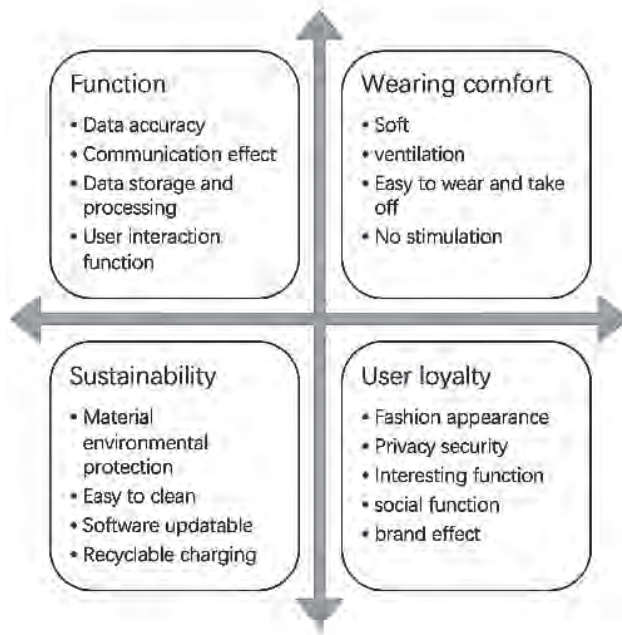 Function
• Data accuracy
• Communication effect
• Data storage and
processing
• User interaction
function
Wearing comfort
• Soft
• ventilation
• Easy to wear and take
off
• No stimulation
Sustainability
• Material
environmental
protection
• Easy to clean
• Software updatable
• Recyclable charging
User loyalty
• Fashion appearance
• Privacy security
• Interesting function
• social function
• brand effect